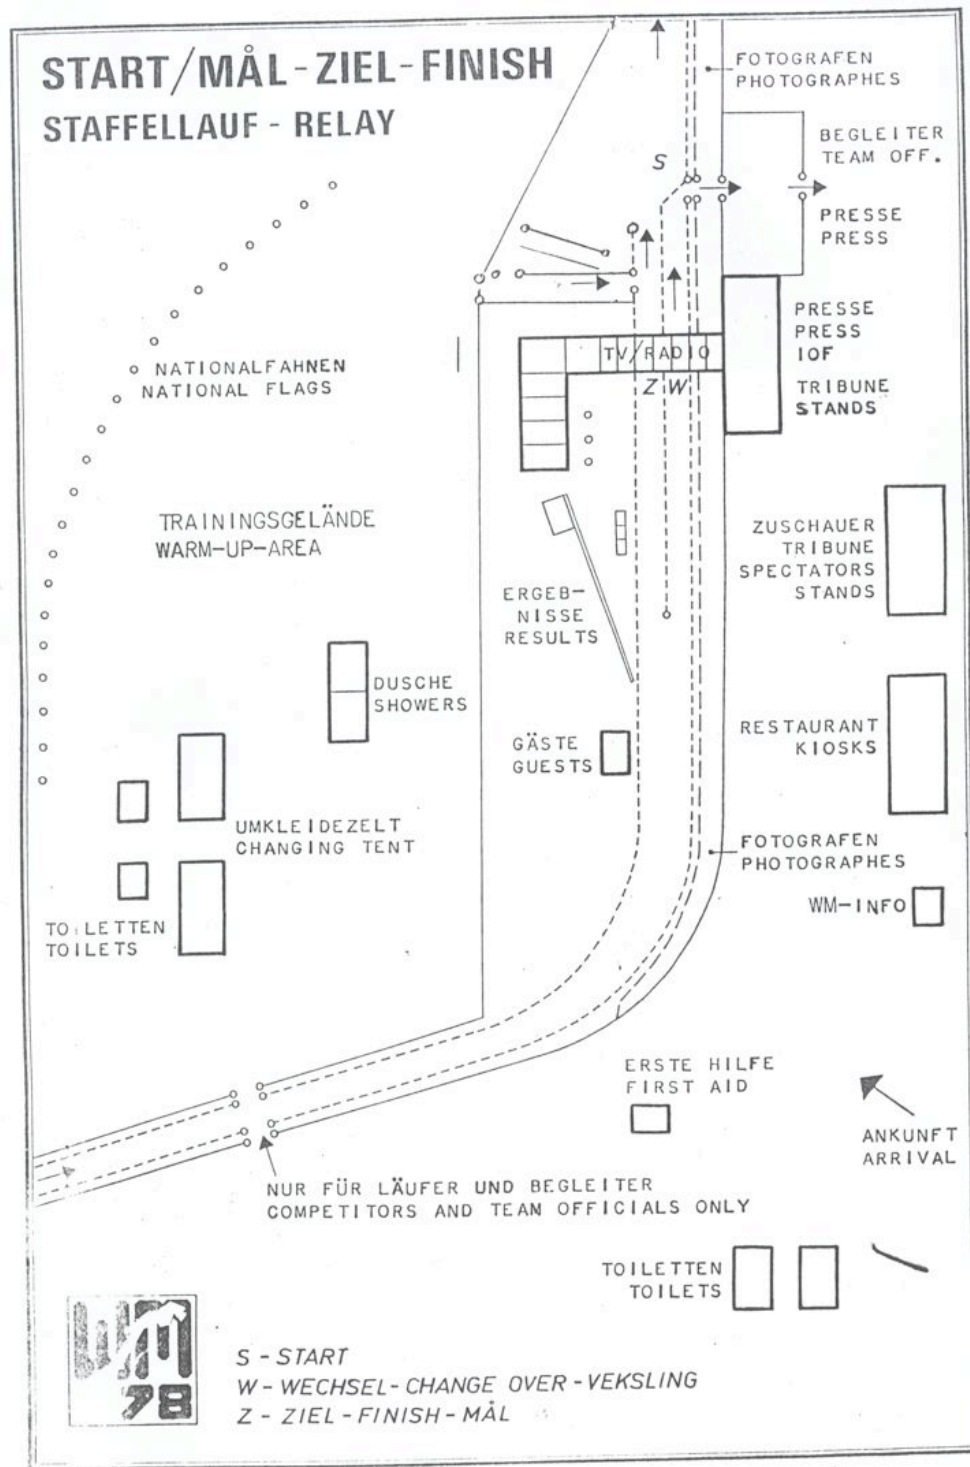 START/MÅL-ZIEL-FINISH
STAFFELLAUF - RELAY
FOTOGRAFEN
PHOTOGRAPHES
BEGLEITER
TEAM OFF.
S
PRESSE
PRESS
PRESSE
PRESS
IOF
TRIBUNE
STANDS
TV/RADIO
Z W
NATIONALFAHNEN
NATIONAL FLAGS
TRAININGSGELÄNDE
WARM-UP-AREA
ZUSCHAUER
TRIBUNE
SPECTATORS
STANDS
ERGEB-
NISSE
RESULTS
DUSCHE
SHOWERS
GÄSTE
GUESTS
RESTAURANT
KIOSKS
UMKLEIDEZELT
CHANGING TENT
FOTOGRAFEN
PHOTOGRAPHES
WM-INFO
TOILETTEN
TOILETS
ERSTE HILFE
FIRST AID
ANKUNFT
ARRIVAL
NUR FÜR LÄUFER UND BEGLEITER
COMPETITORS AND TEAM OFFICIALS ONLY
TOILETTEN
TOILETS
WM
78
S - START
W - WECHSEL - CHANGE OVER - VEKSLING
Z - ZIEL - FINISH - MÅL